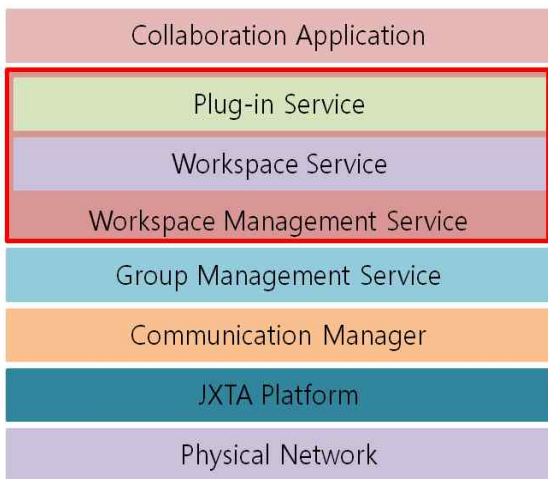 Collaboration Application
Plug-in Service
Workspace Service
Workspace Management Service
Group Management Service
Communication Manager
JXTA Platform
Physical Network